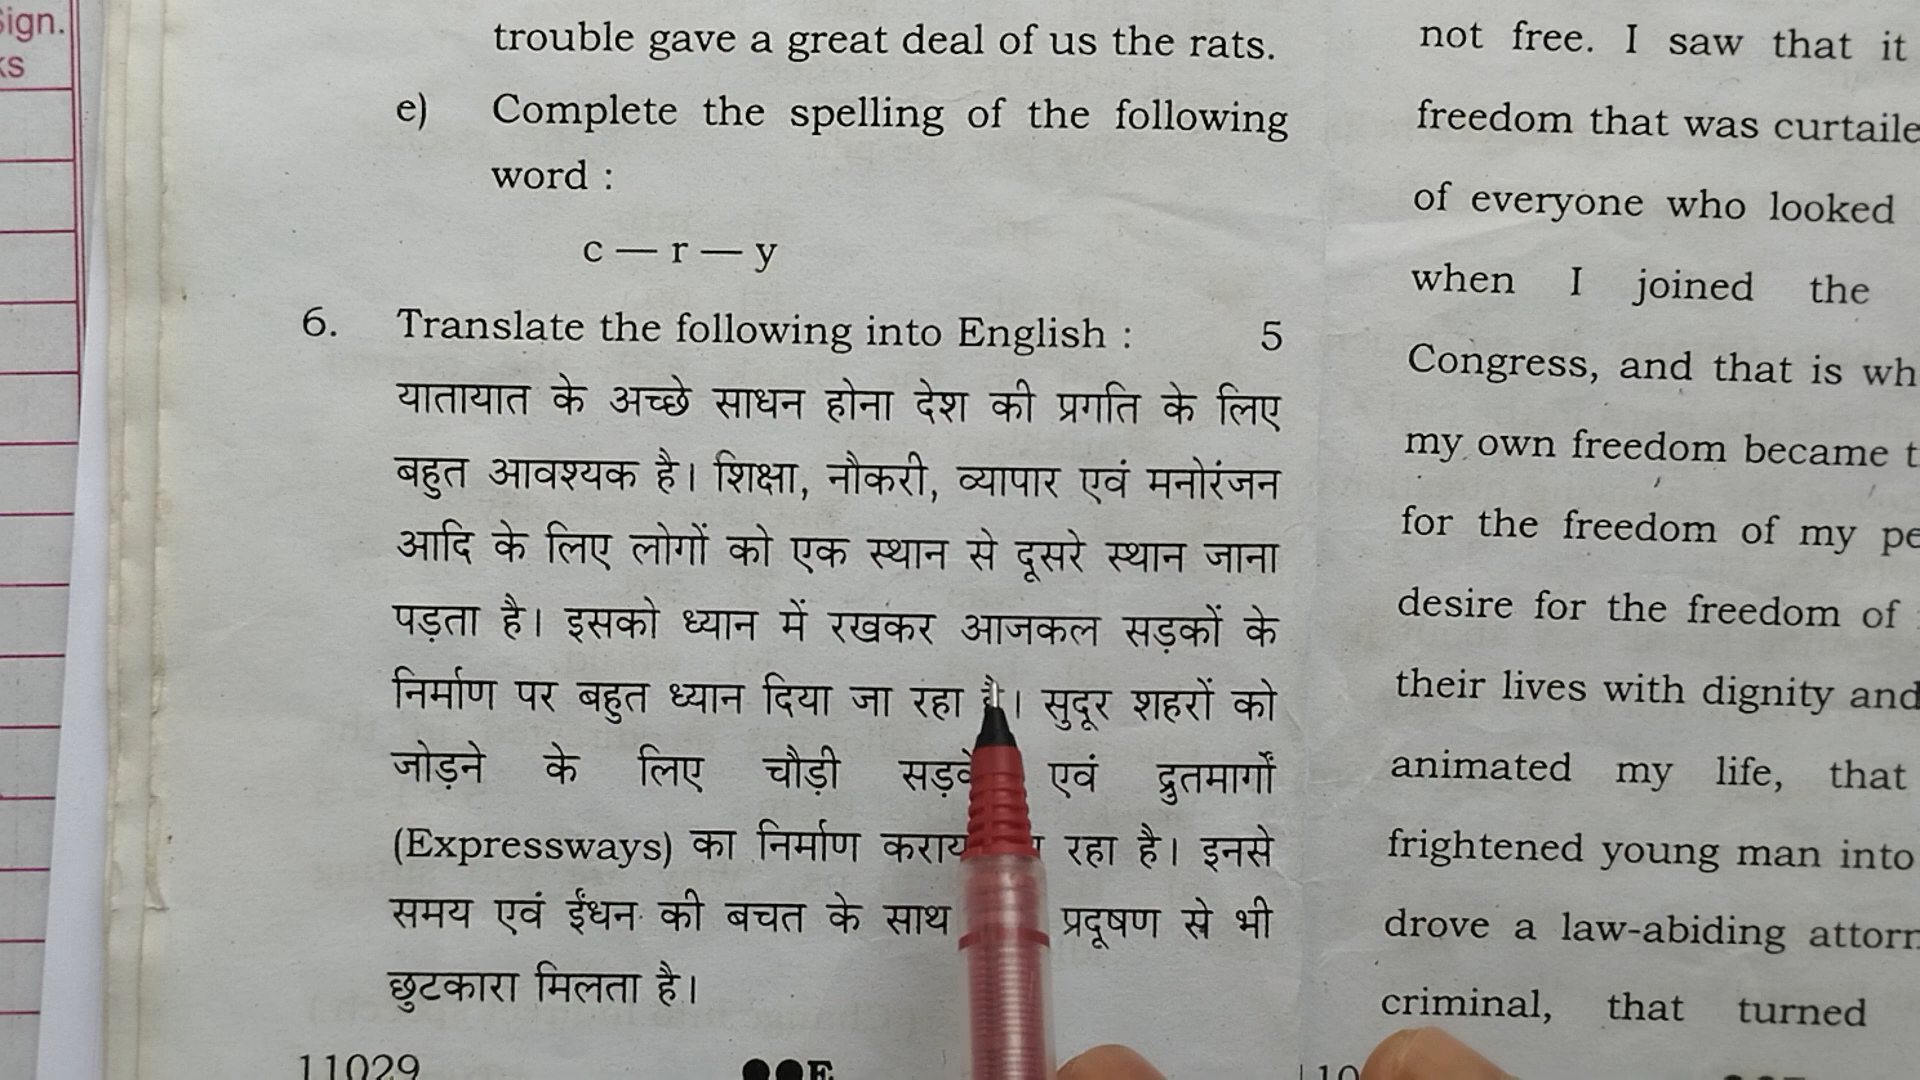 Sign.
ks
trouble gave a great deal of us the rats.
e) Complete the spelling of the following
word :
c — r — y
6. Translate the following into English : 5
यातायात के अच्छे साधन होना देश की प्रगति के लिए
बहुत आवश्यक है। शिक्षा, नौकरी, व्यापार एवं मनोरंजन
आदि के लिए लोगों को एक स्थान से दूसरे स्थान जाना
पड़ता है। इसको ध्यान में रखकर आजकल सड़कों के
निर्माण पर बहुत ध्यान दिया जा रहा है। सुदूर शहरों को
जोड़ने के लिए चौड़ी एवं द्रुतमार्गों
(Expressways) का निर्माण रहा है। इनसे
समय एवं ईंधन की बचत के साथ प्रदूषण से भी
छुटकारा मिलता है।
11029
not free. I saw that it
freedom that was
of everyone who looked
when I joined the
Congress, and that is
my own freedom became
for the freedom of my
desire for the freedom of
their lives with dignity and
animated my life, that
frightened young man into
drove a law-abiding
criminal, that turned
10